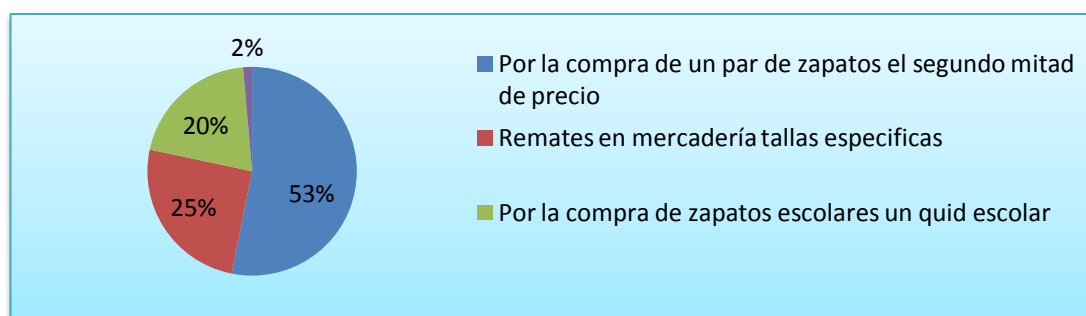 2%
20%
25%
53%
Por la compra de un par de zapatos el segundo mitad
de precio
Remates en mercadería tallas especificas
Por la compra de zapatos escolares un quid escolar